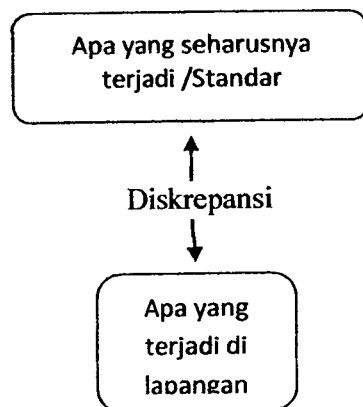 Apa yang seharusnya
terjadi /Standar
Diskrepansi
Apa yang
terjadi di
lapangan